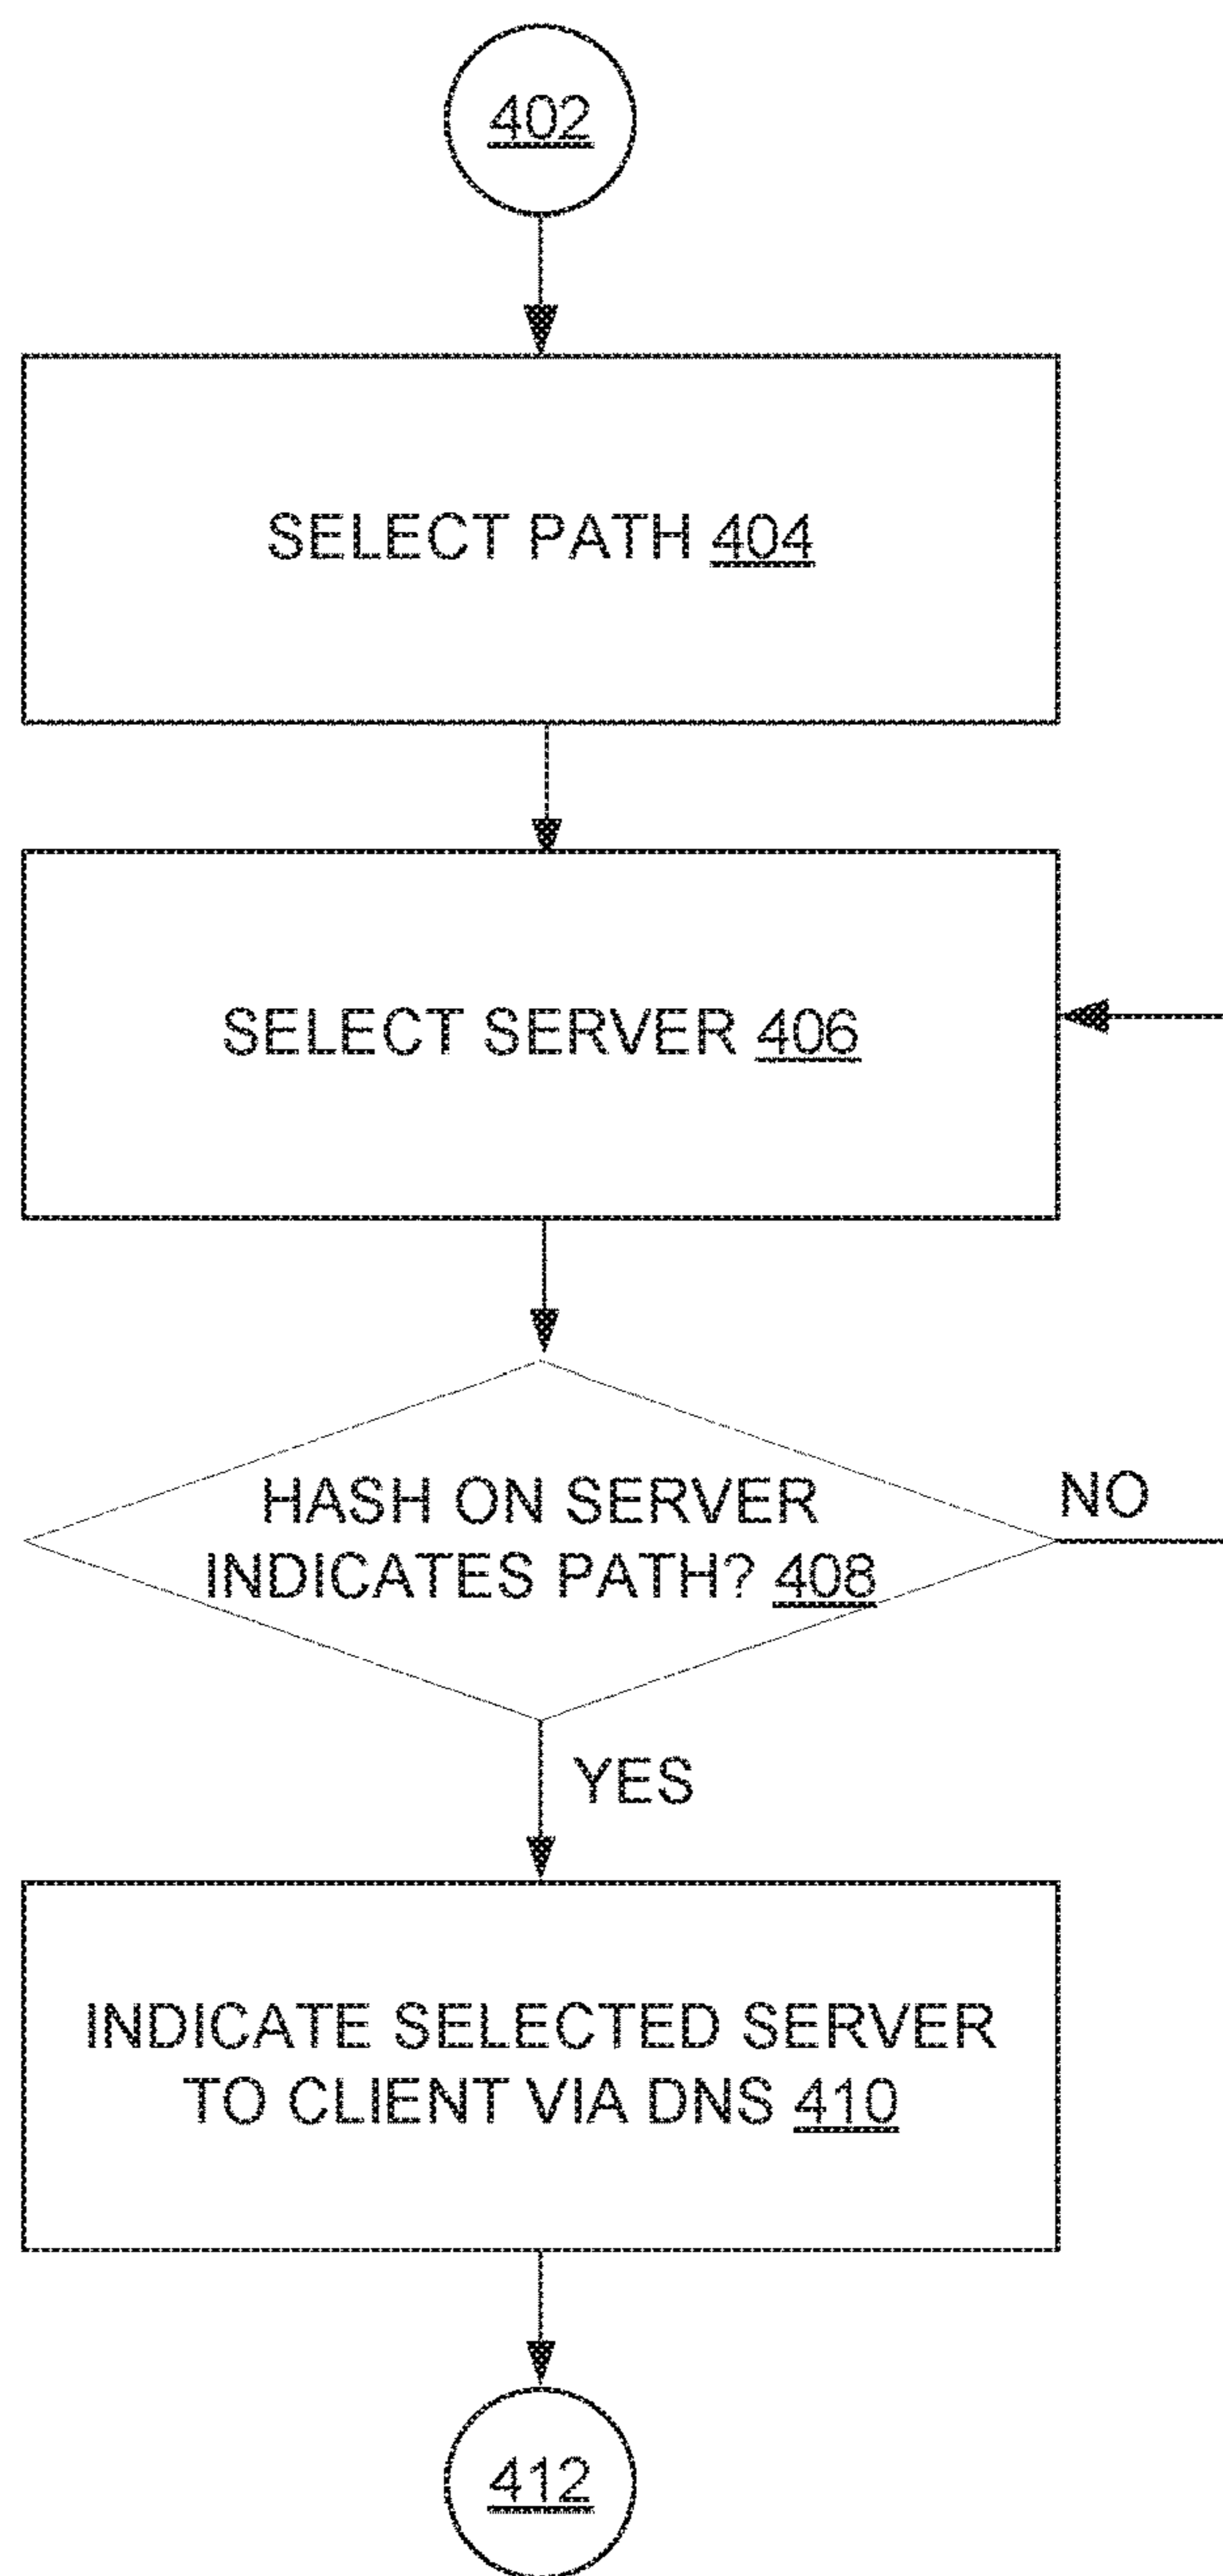 402
SELECT PATH 404
SELECT SERVER 406
HASH ON SERVER
INDICATES PATH? 408
NO
YES
INDICATE SELECTED SERVER
TO CLIENT VIA DNS 410
412